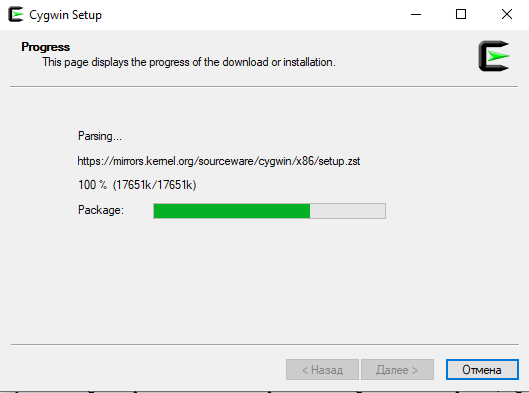 Cygwin Setup
Progress
This page displays the progress of the download or installation.
Parsing...
https://mirrors.kernel.org/sourceware/cygwin/x86/setup.zst
100 % (17651k/17651k)
Package:
< Назад
Далее >
Отмена